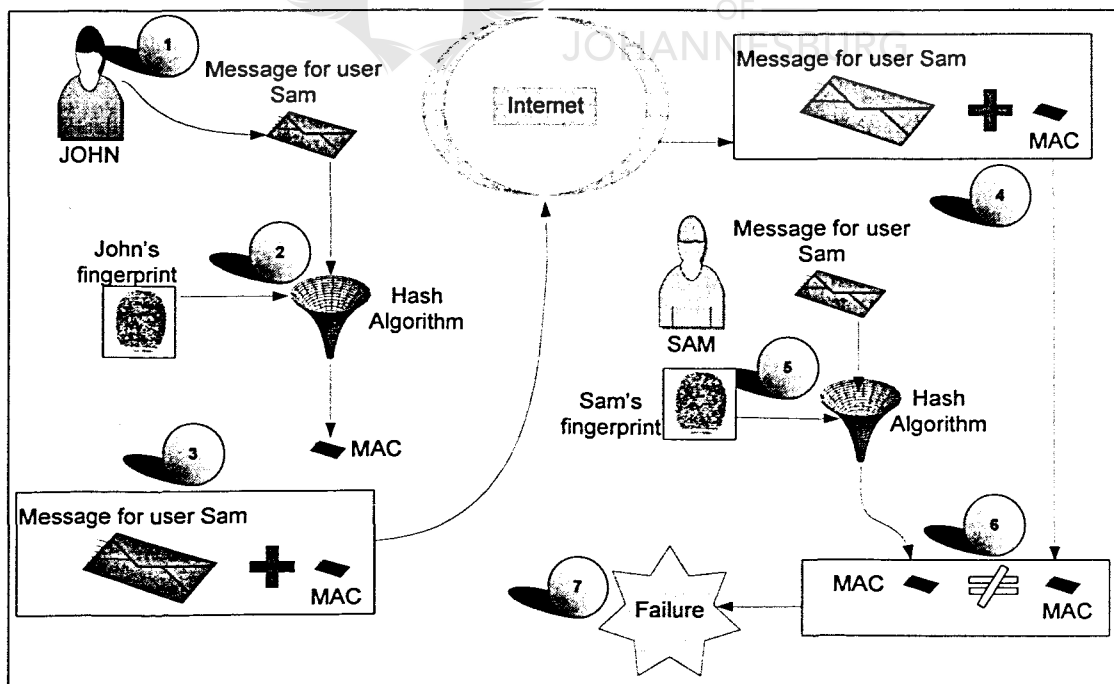 OF
JOHANNESBURG
1
Message for user
Sam
JOHN
Internet
Message for user Sam
MAC
4
John's
fingerprint
2
Hash
Algorithm
MAC
3
Message for user Sam
MAC
Message for user
Sam
SAM
5
Sam's
fingerprint
Hash
Algorithm
6
MAC
MAC
7
Failure